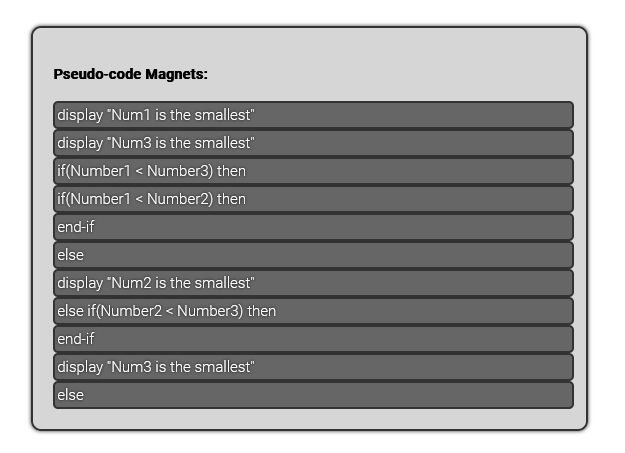 Pseudo-code Magnets:
display "Num1 is the smallest"
display "Num3 is the smallest"
if(Number1 < Number3) then
if(Number1 < Number2) then
end-if
else
display "Num2 is the smallest"
else if(Number2 < Number3) then
end-if
display "Num3 is the smallest"
else